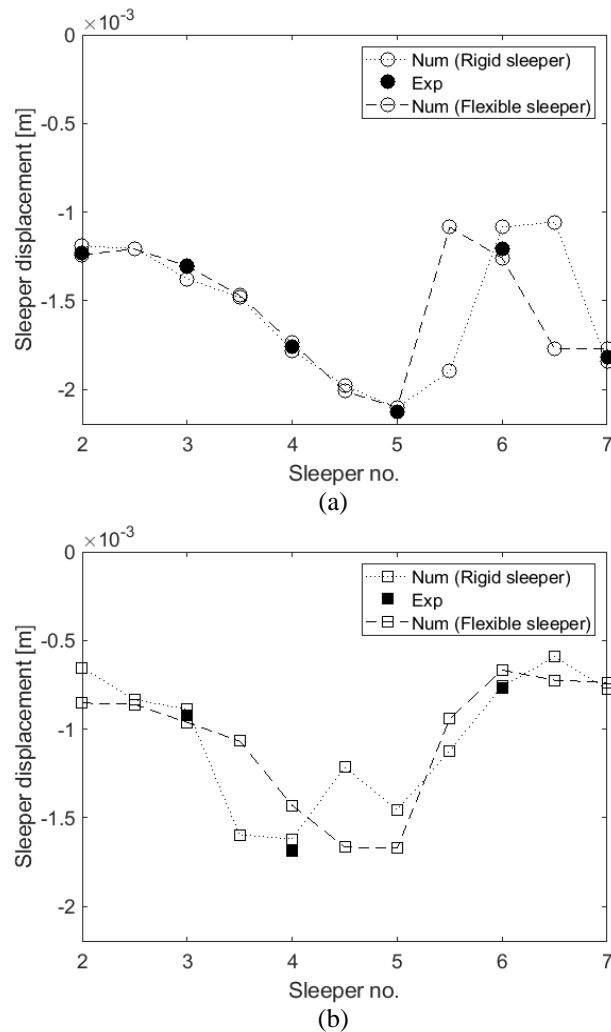 ×10⁻³
0
-0.5
-1
-1.5
-2
Sleeper displacement [m]
Num (Rigid sleeper)
Exp
Num (Flexible sleeper)
2 3 4 5 6 7
Sleeper no.
(a)
×10⁻³
0
-0.5
-1
-1.5
-2
Sleeper displacement [m]
Num (Rigid sleeper)
Exp
Num (Flexible sleeper)
2 3 4 5 6 7
Sleeper no.
(b)